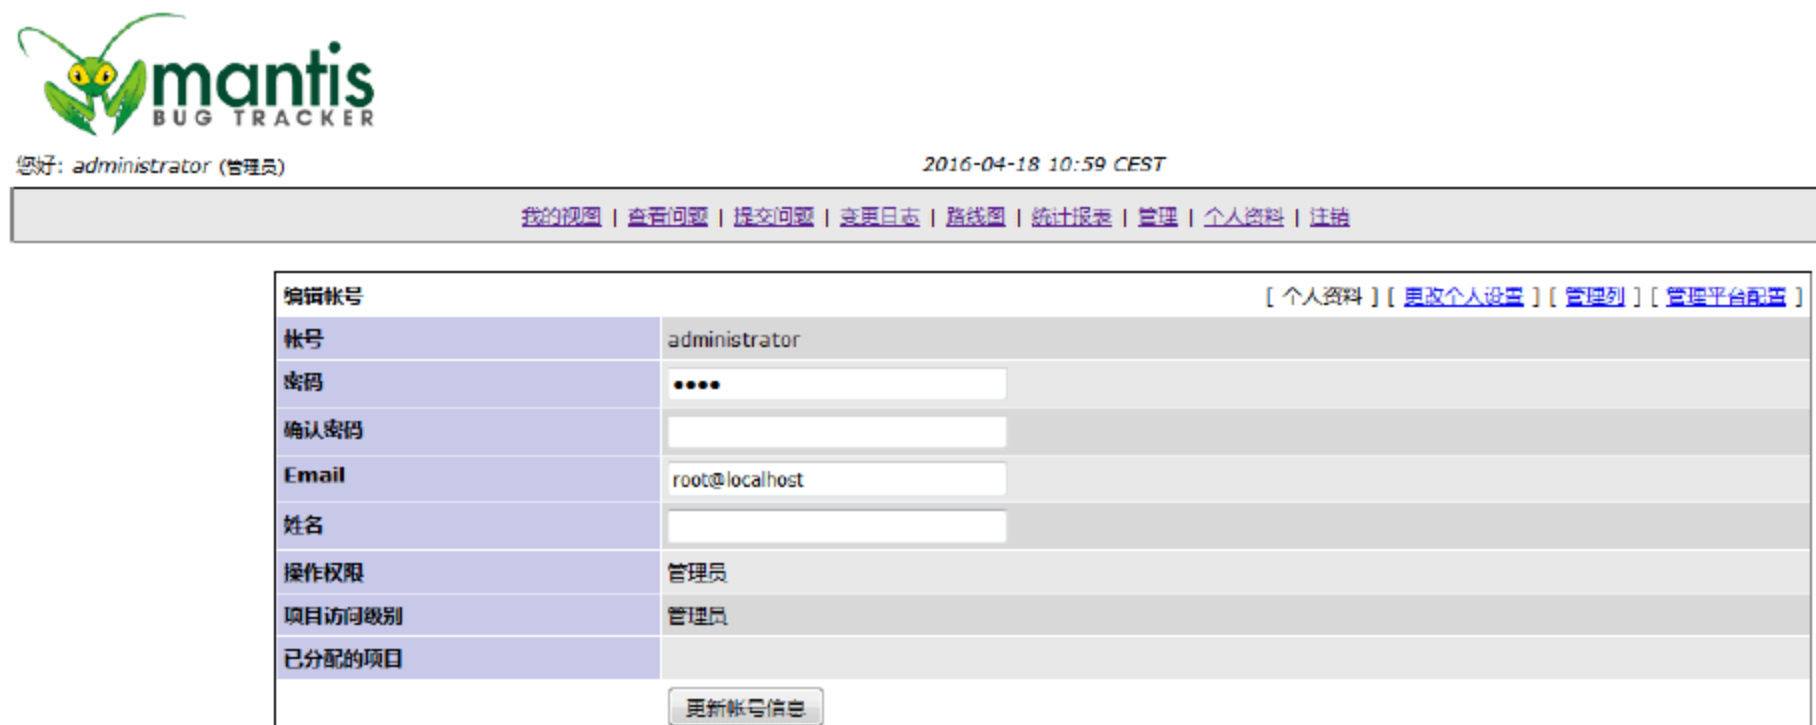 mantis
BUG TRACKER
您好: administrator (管理员)
2016-04-18 10:59 CEST
我的视图 | 查看问题 | 提交问题 | 变更日志 | 路线图 | 统计报表 | 管理 | 个人资料 | 注销
编辑帐号 [ 个人资料 ] [ 更改个人设置 ] [ 管理列 ] [ 管理平台配置 ]
帐号 administrator
密码 ••••
确认密码
Email root@localhost
姓名
操作权限 管理员
项目访问级别 管理员
已分配的项目
更新帐号信息